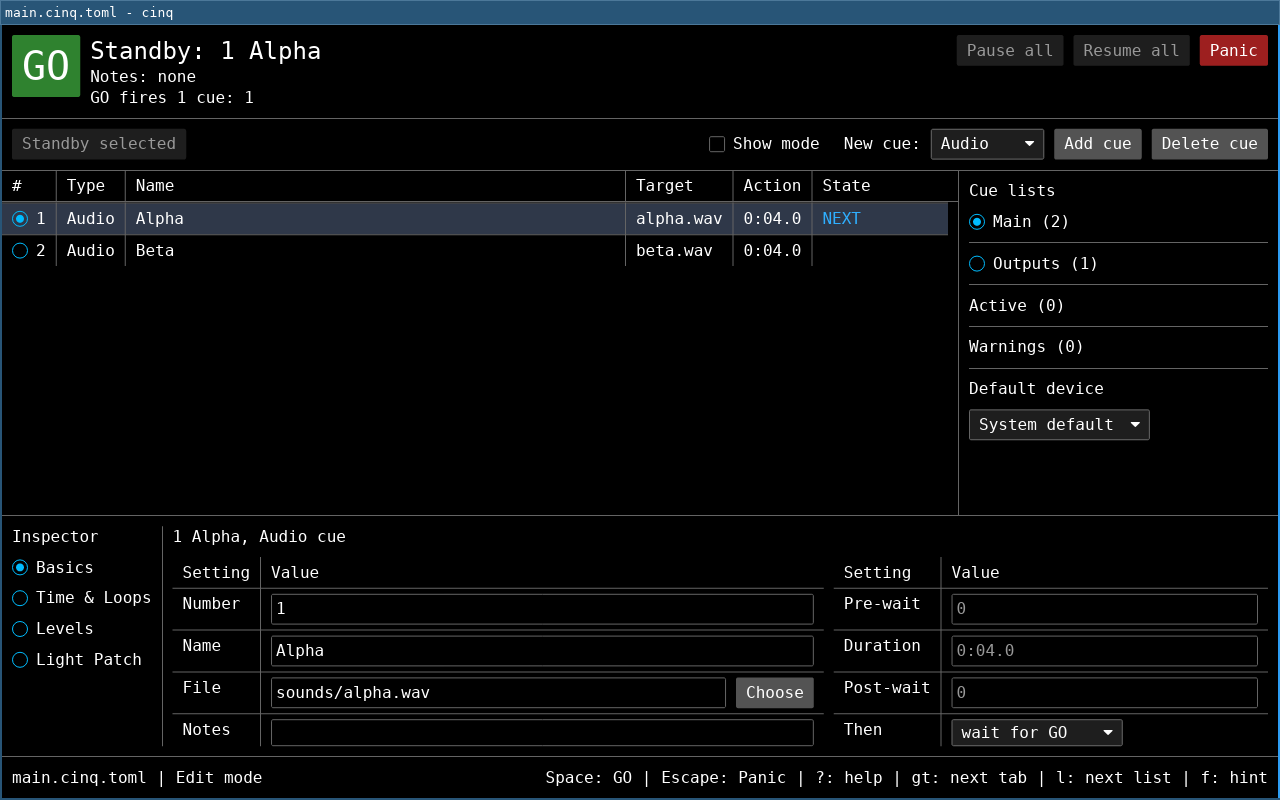 main.cinq.toml - cinq
GO
Standby: 1 Alpha
Notes: none
GO fires 1 cue: 1
Pause all Resume all Panic
Standby selected Show mode New cue: Audio Add cue Delete cue
# Type Name Target Action State
1 Audio Alpha alpha.wav 0:04.0 NEXT
2 Audio Beta beta.wav 0:04.0
Cue lists
Main (2)
Outputs (1)
Active (0)
Warnings (0)
Default device
System default
Inspector
Basics
Time & Loops
Levels
Light Patch
1 Alpha, Audio cue
Setting Value
Number 1
Name Alpha
File sounds/alpha.wav Choose
Notes
Setting Value
Pre-wait 0
Duration 0:04.0
Post-wait 0
Then wait for GO
main.cinq.toml | Edit mode
Space: GO | Escape: Panic | ?: help | gt: next tab | l: next list | f: hint